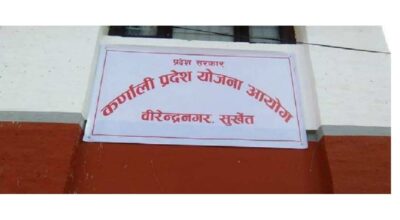 प्रदेश सरकार
कर्णाली प्रदेश योजना आयोग
वीरेन्द्रनगर, सुर्खेत